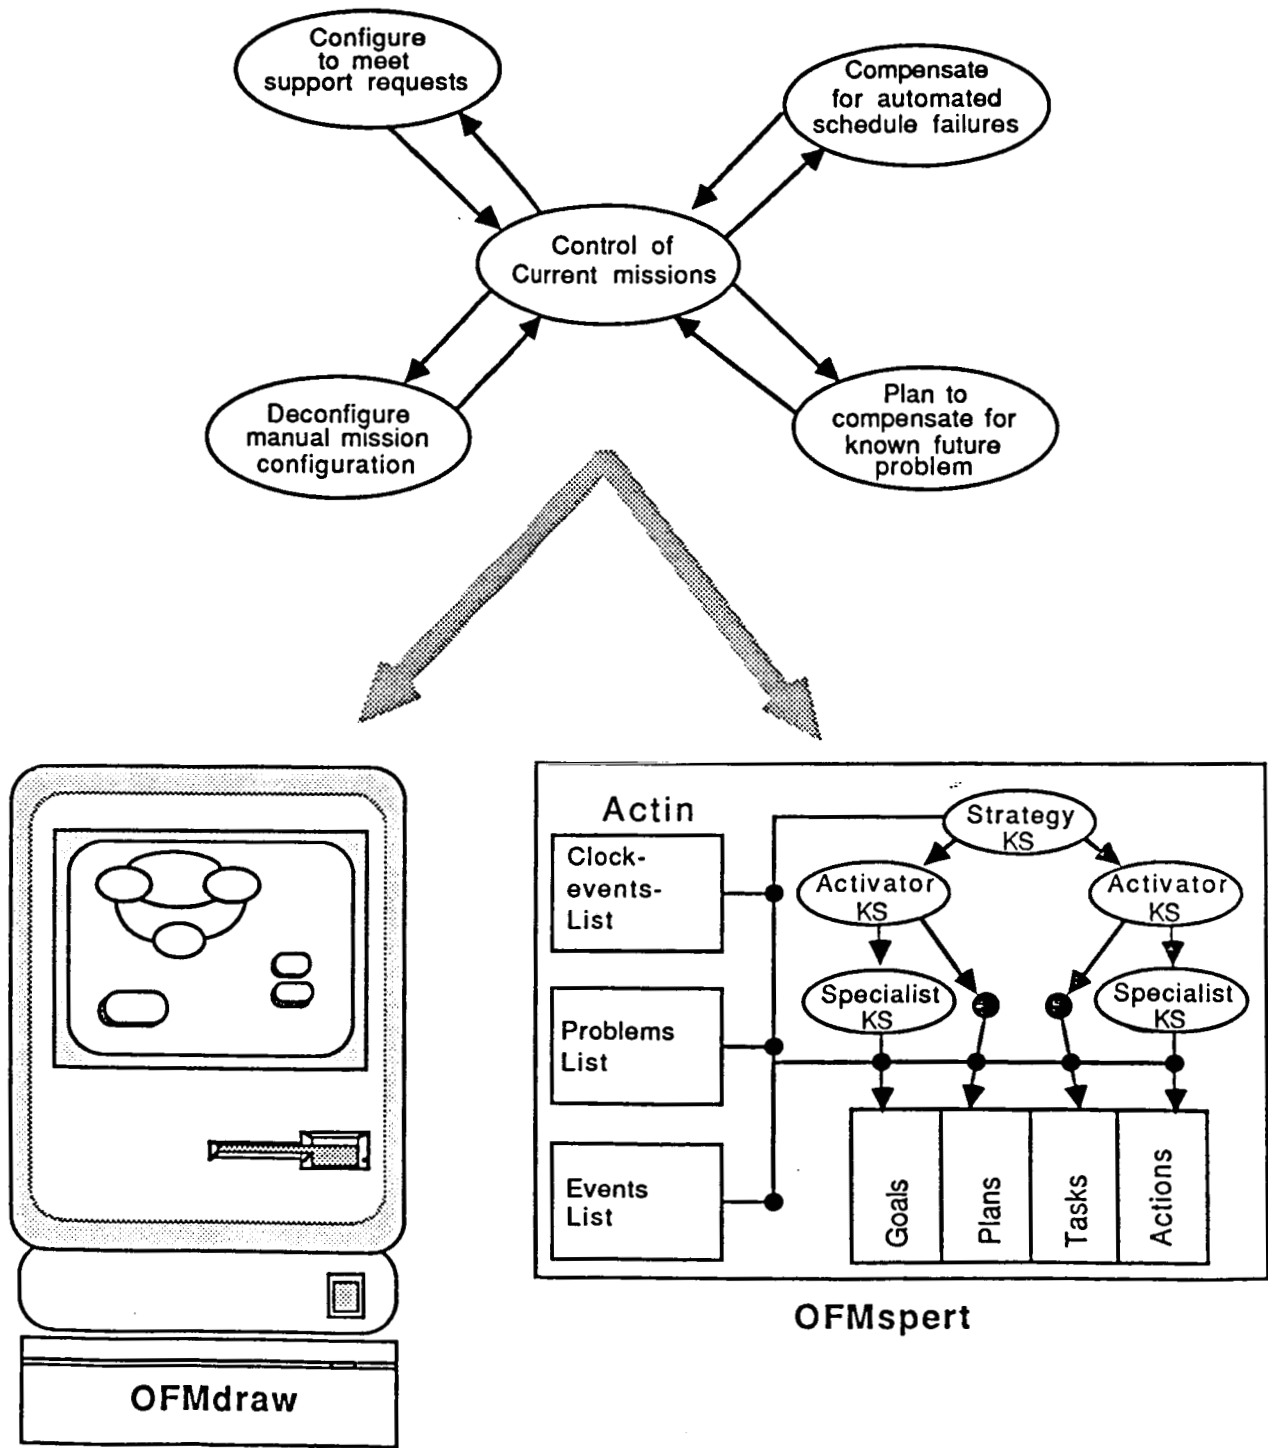 Configure
to meet
support requests
Compensate
for automated
schedule failures
Control of
Current missions
Deconfigure
manual mission
configuration
Plan to
compensate for
known future
problem
Actin
Clock-
events-
List
Problems
List
Events
List
Strategy
KS
Activator
KS
Activator
KS
Specialist
KS
Specialist
KS
Goals
Plans
Tasks
Actions
OFMspert
OFMdraw